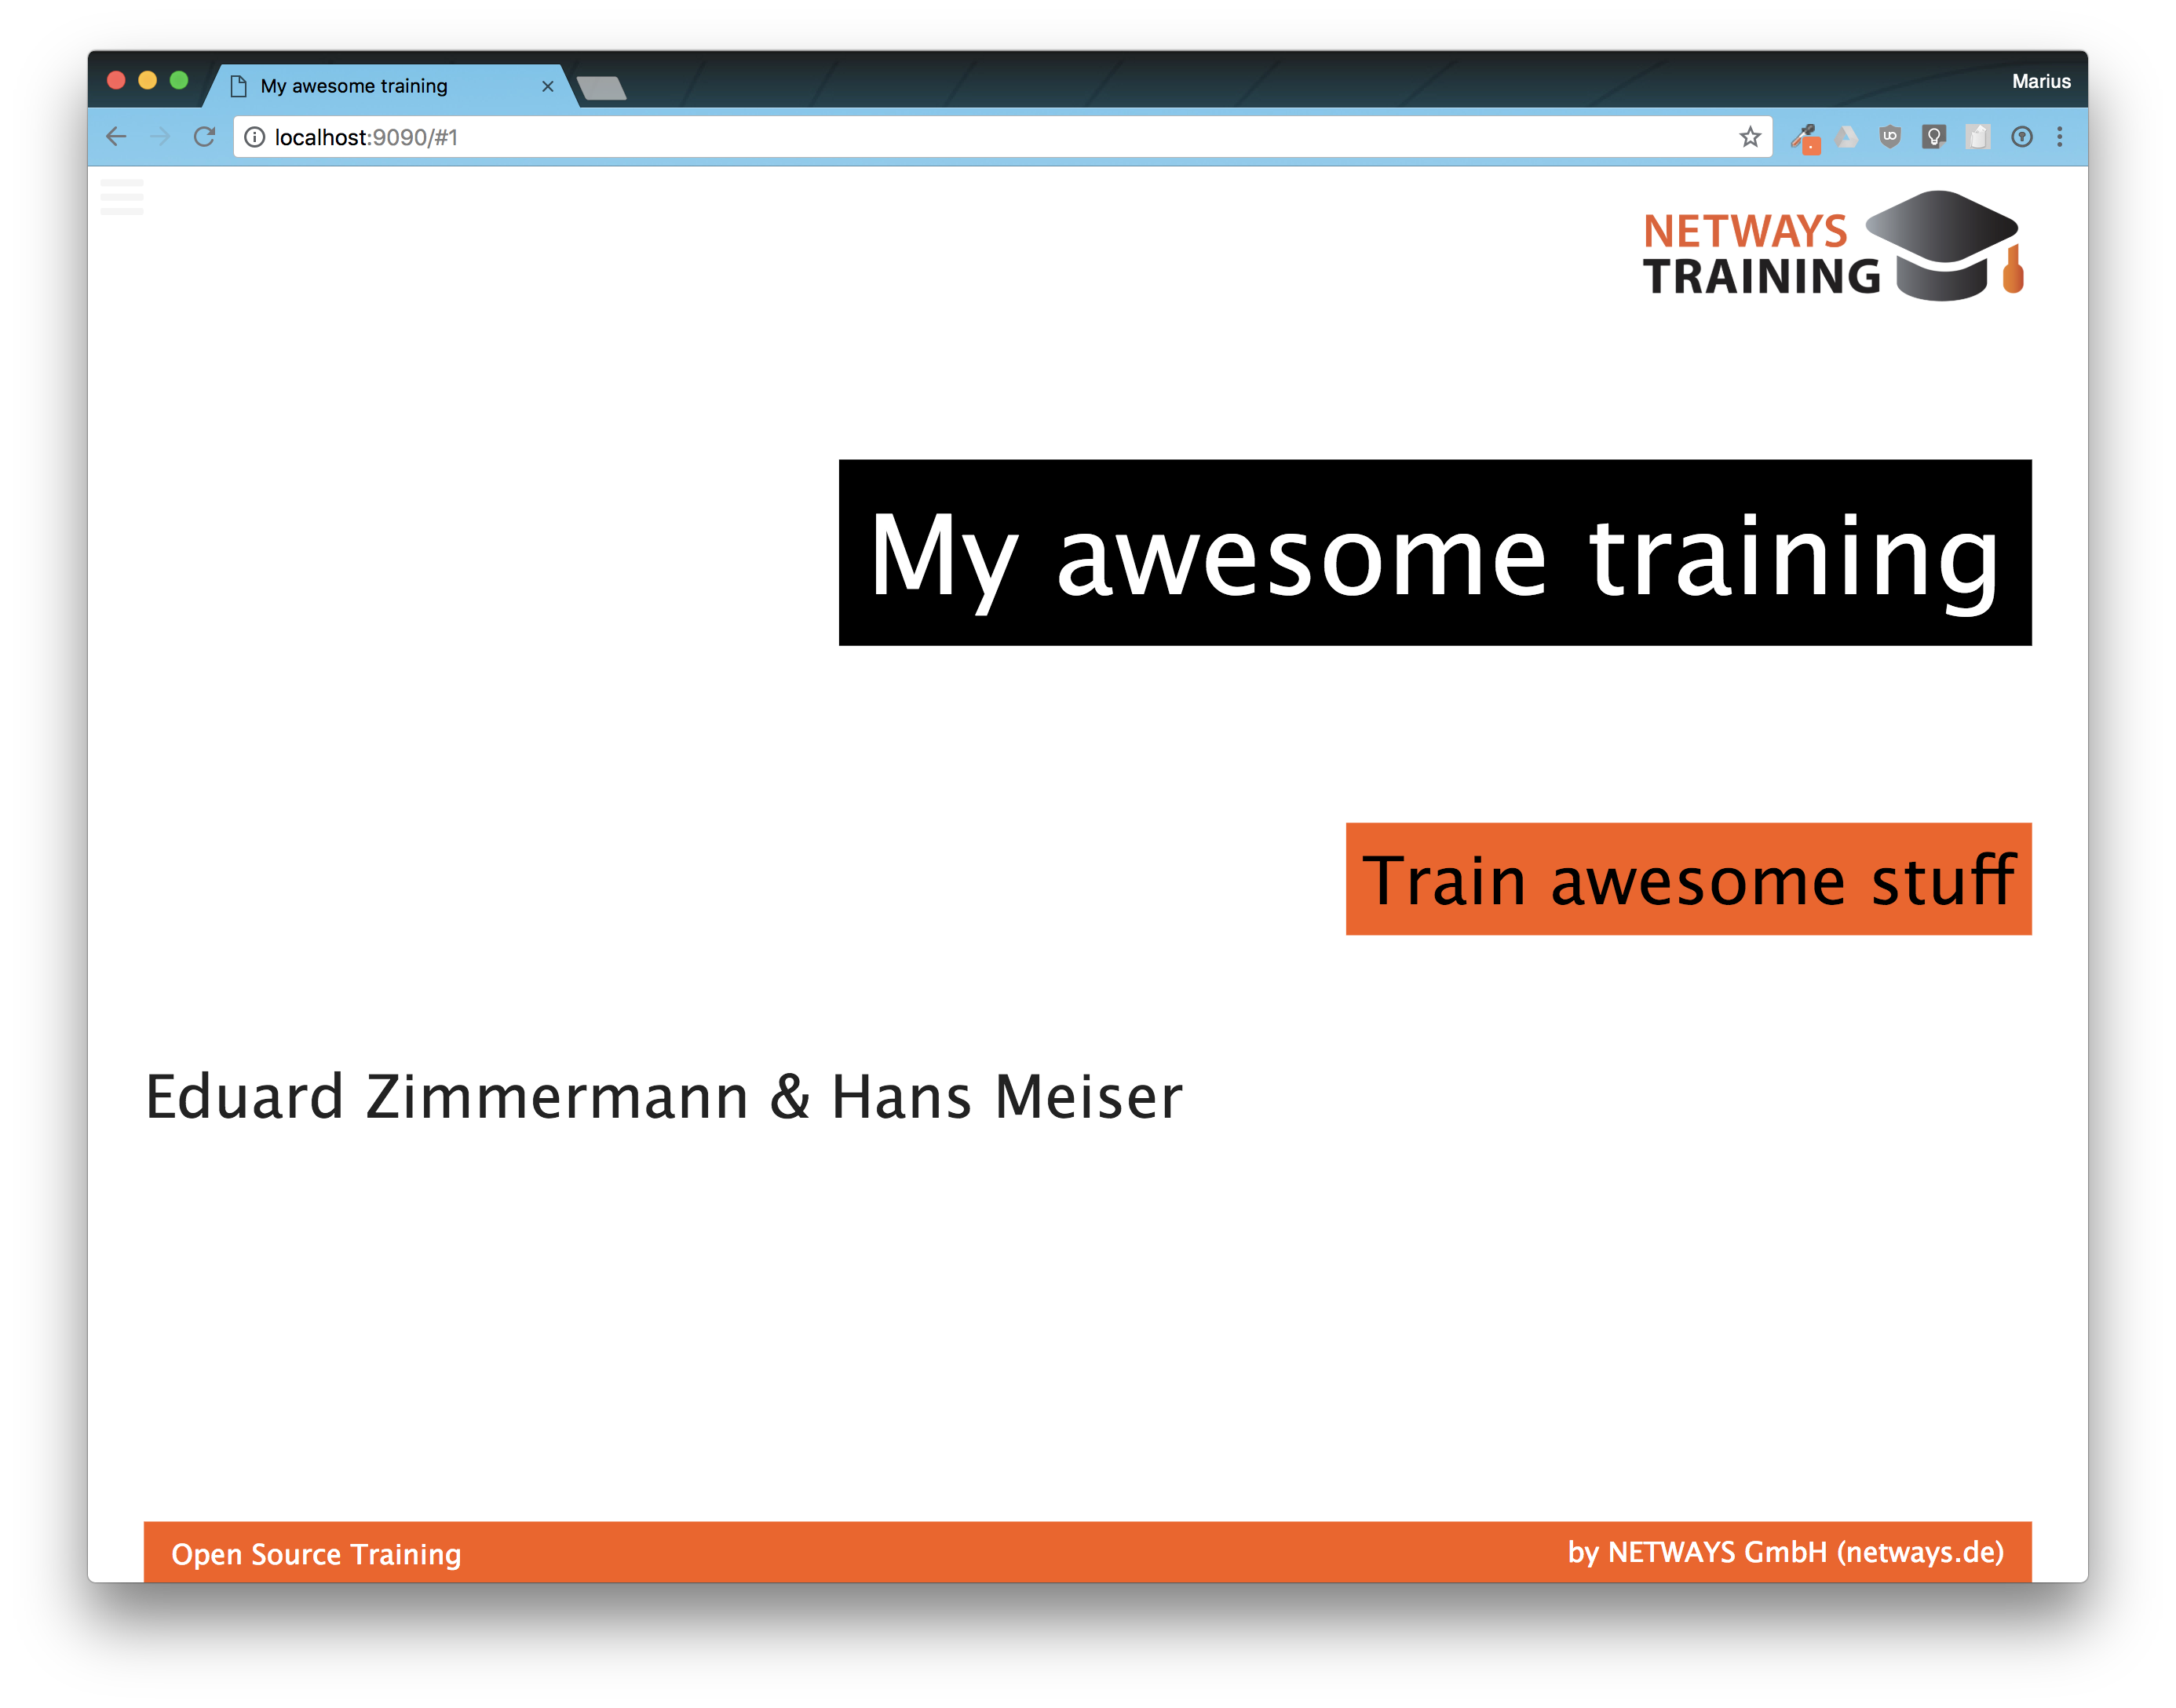 My awesome training
Marius
localhost:9090/#1
NETWAYS
TRAINING
My awesome training
Train awesome stuff
Eduard Zimmermann & Hans Meiser
Open Source Training
by NETWAYS GmbH (netways.de)